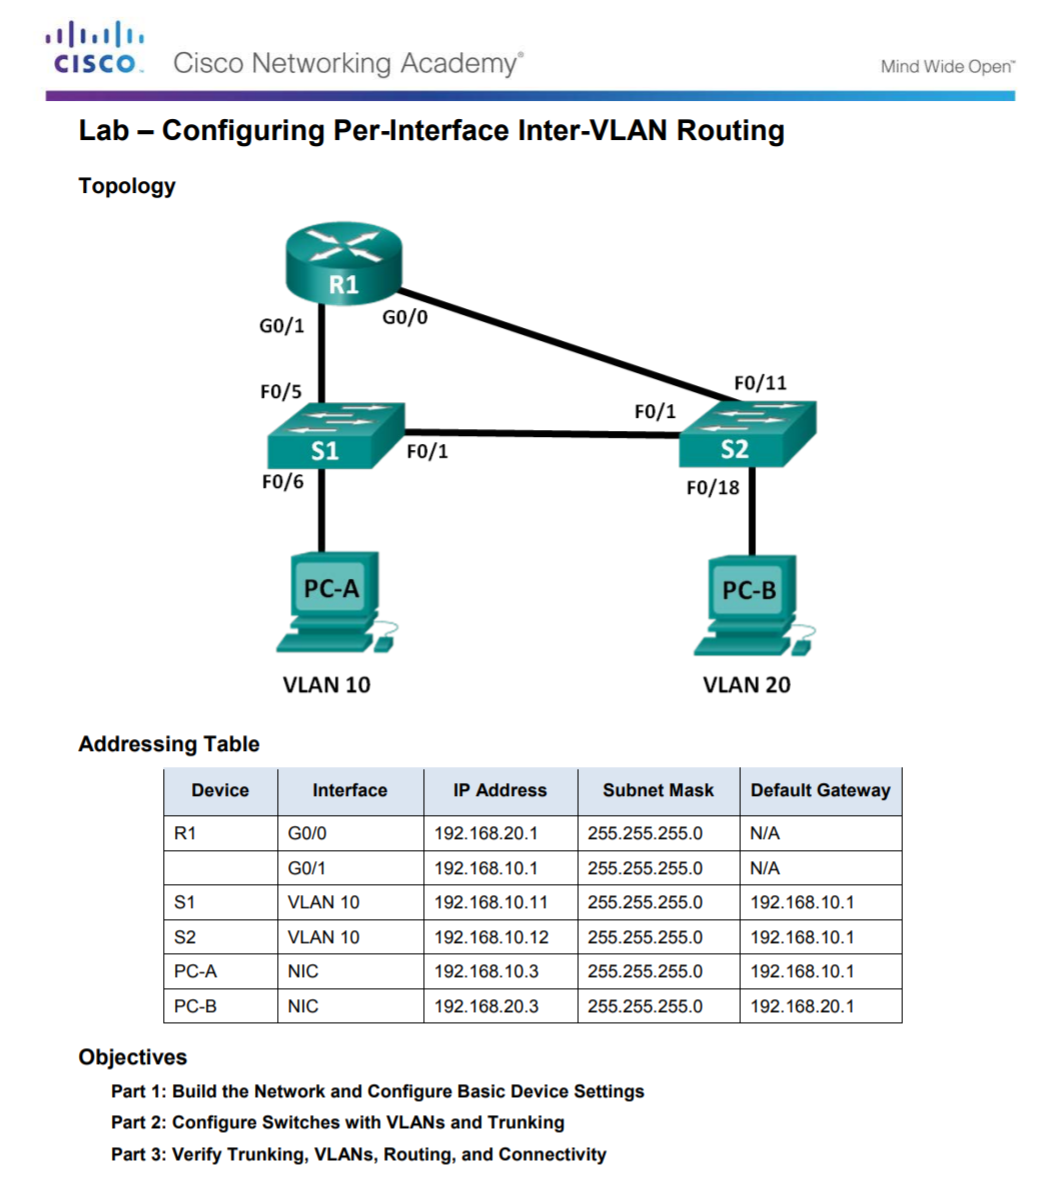 CISCO. Cisco Networking Academy® Mind Wide Open™
Lab – Configuring Per-Interface Inter-VLAN Routing
Topology
R1
G0/1
G0/0
F0/5
F0/11
F0/1
S1
F0/1
S2
F0/6
F0/18
PC-A
PC-B
VLAN 10
VLAN 20
Addressing Table
Device Interface IP Address Subnet Mask Default Gateway
R1 G0/0 192.168.20.1 255.255.255.0 N/A
G0/1 192.168.10.1 255.255.255.0 N/A
S1 VLAN 10 192.168.10.11 255.255.255.0 192.168.10.1
S2 VLAN 10 192.168.10.12 255.255.255.0 192.168.10.1
PC-A NIC 192.168.10.3 255.255.255.0 192.168.10.1
PC-B NIC 192.168.20.3 255.255.255.0 192.168.20.1
Objectives
Part 1: Build the Network and Configure Basic Device Settings
Part 2: Configure Switches with VLANs and Trunking
Part 3: Verify Trunking, VLANs, Routing, and Connectivity